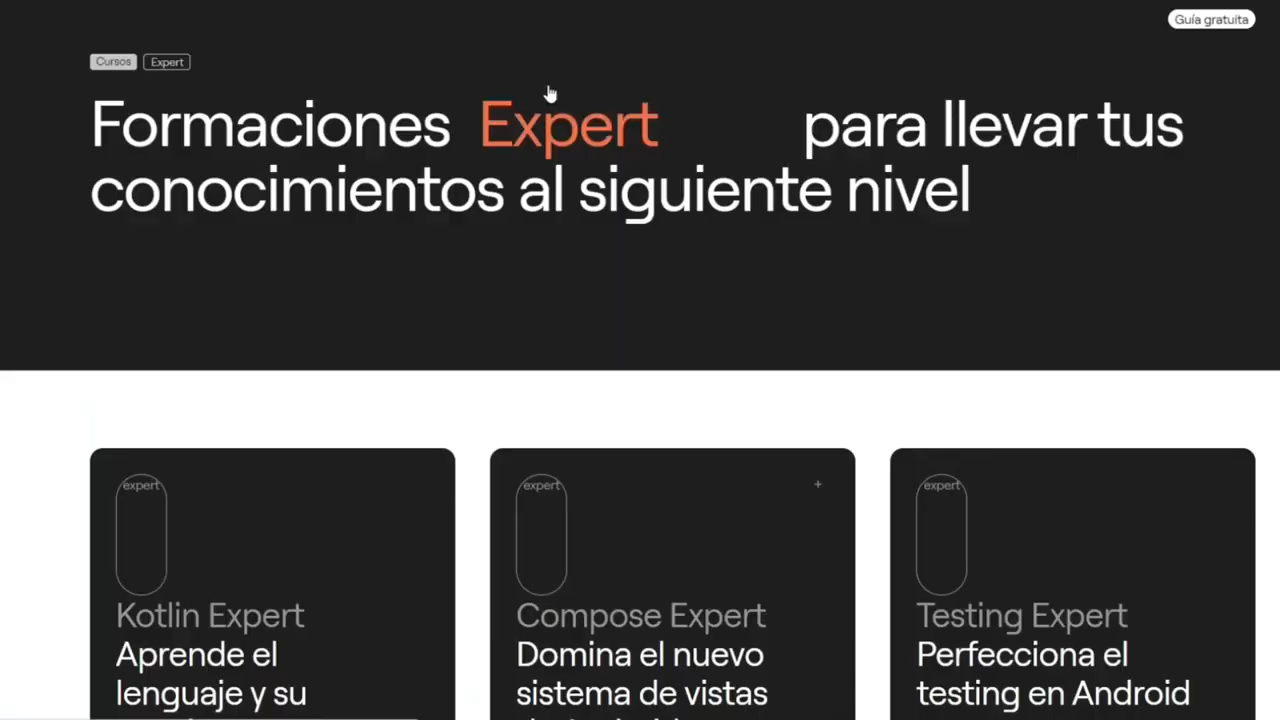 Guía gratuita
Cursos Expert
Formaciones Expert para llevar tus
conocimientos al siguiente nivel
expert
Kotlin Expert
Aprende el
lenguaje y su
expert
+
Compose Expert
Domina el nuevo
sistema de vistas
expert
Testing Expert
Perfecciona el
testing en Android